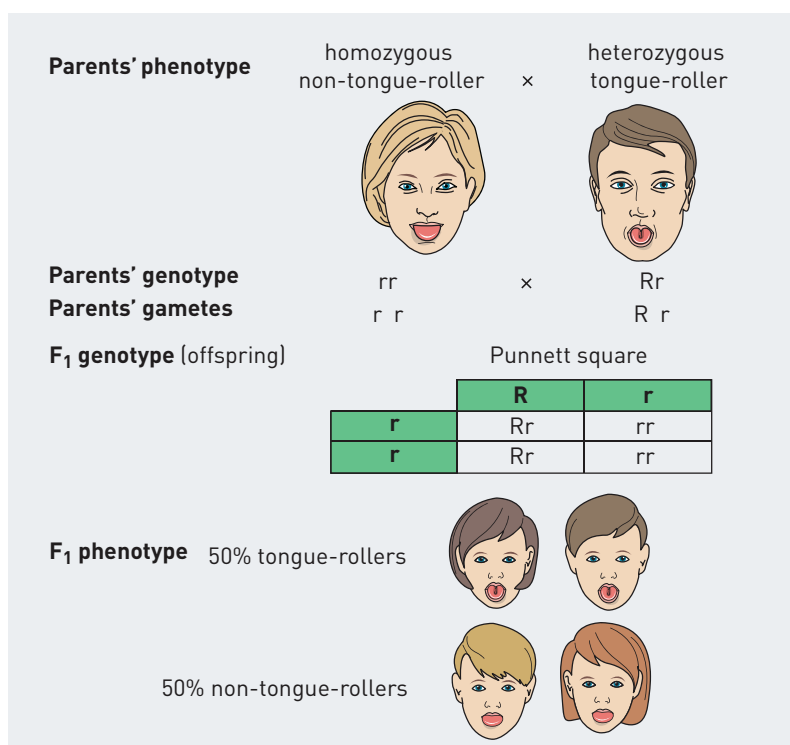 Parents' phenotype
homozygous
non-tongue-roller
×
heterozygous
tongue-roller
Parents' genotype rr × Rr
Parents' gametes r r R r
F₁ genotype (offspring) Punnett square
R r
r Rr rr
r Rr rr
F₁ phenotype 50% tongue-rollers
50% non-tongue-rollers